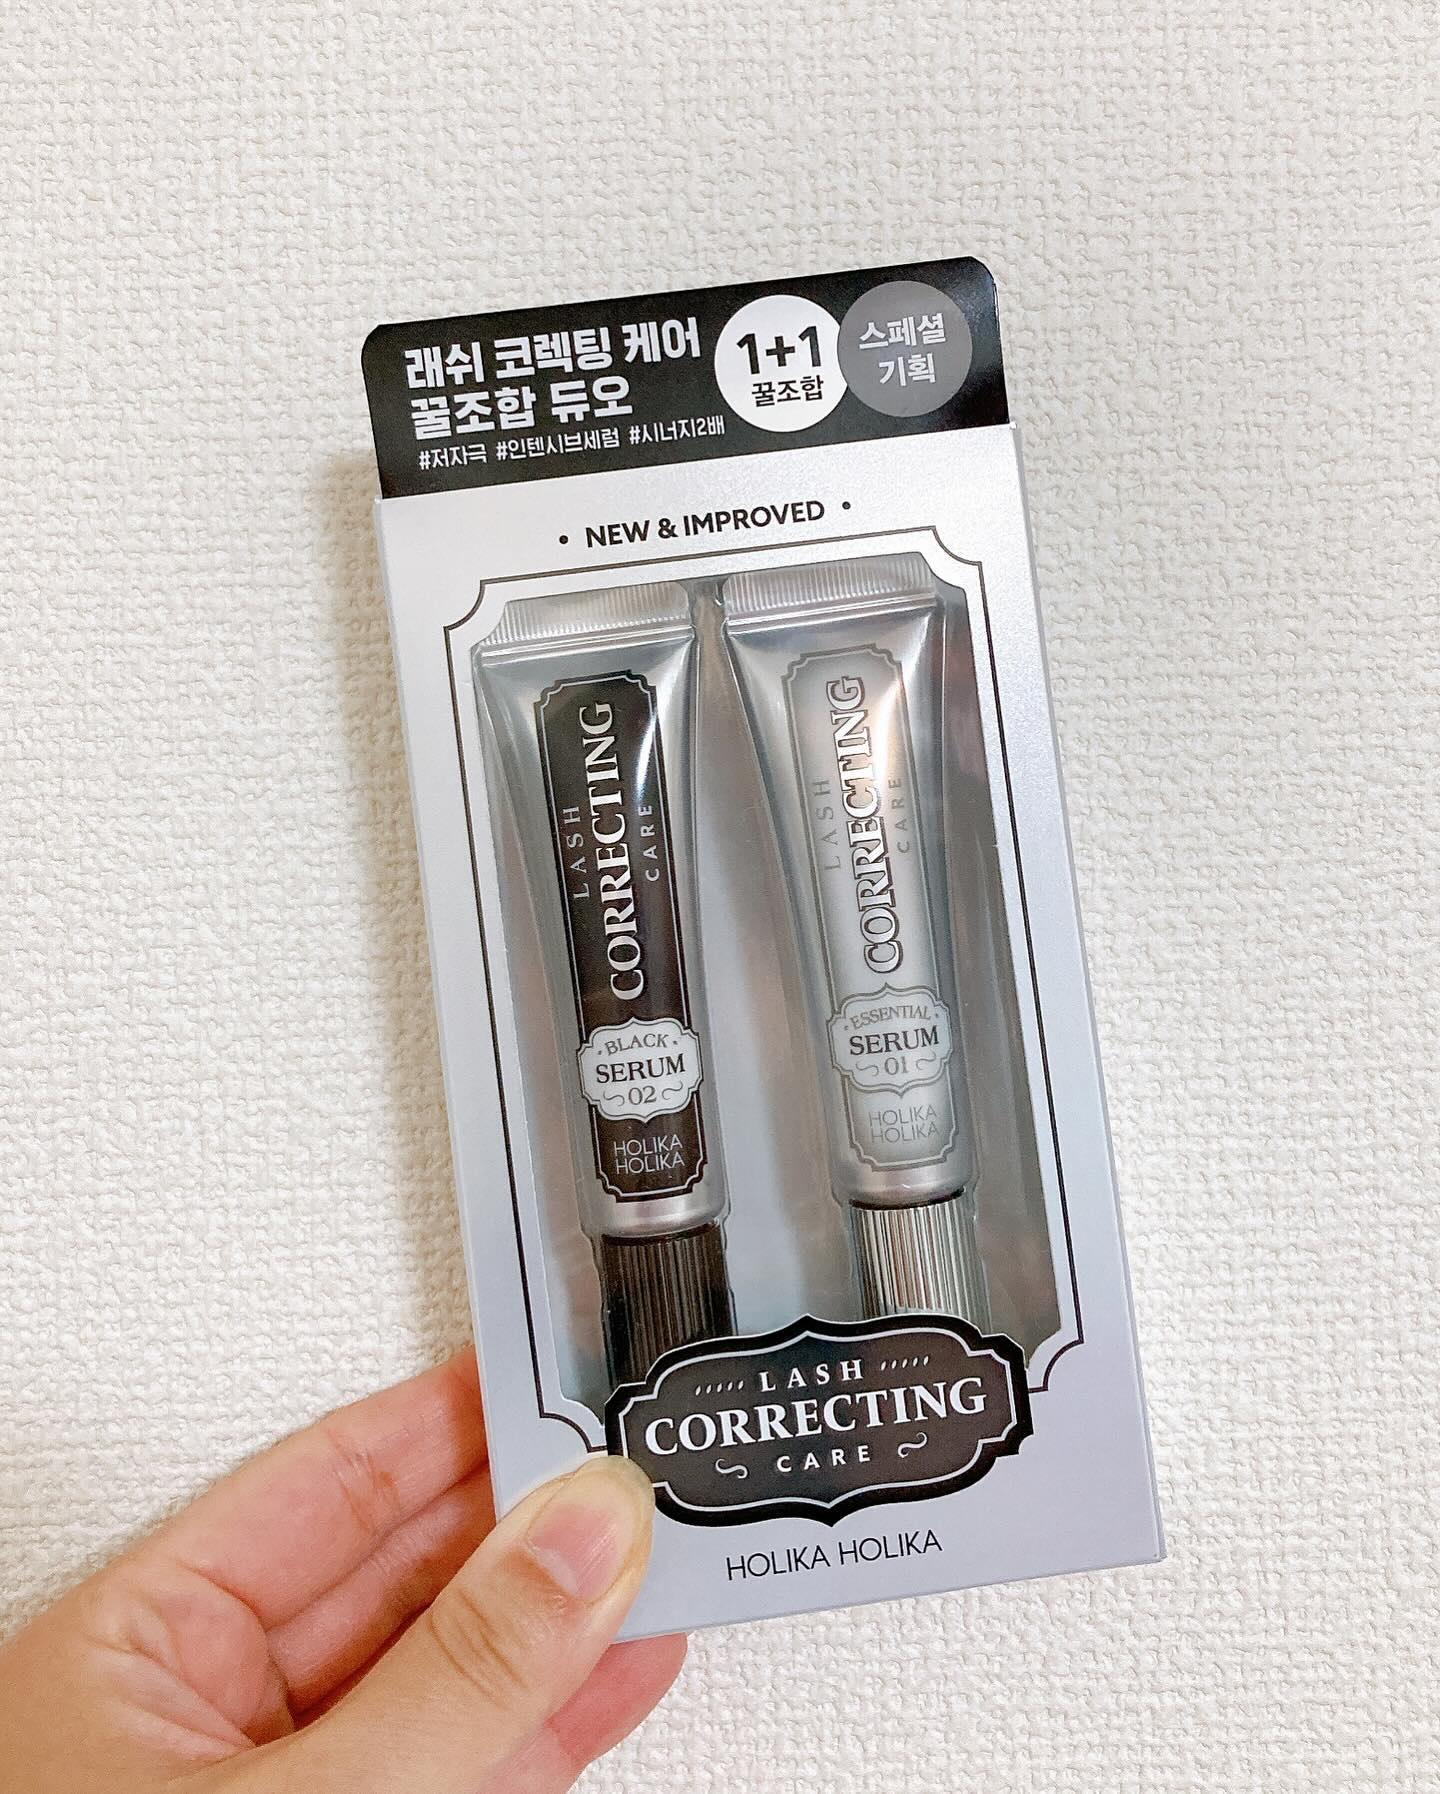 래쉬 코렉팅 케어
꿀조합 듀오
#저자극 #인텐시브세럼 #시너지2배
1+1
꿀조합
스페셜
기획
• NEW & IMPROVED •
LASH
CORRECTING
CARE
BLACK
SERUM
02
HOLIKA
HOLIKA
LASH
CORRECTING
CARE
ESSENTIAL
SERUM
01
HOLIKA
HOLIKA
LASH
CORRECTING
CARE
HOLIKA HOLIKA